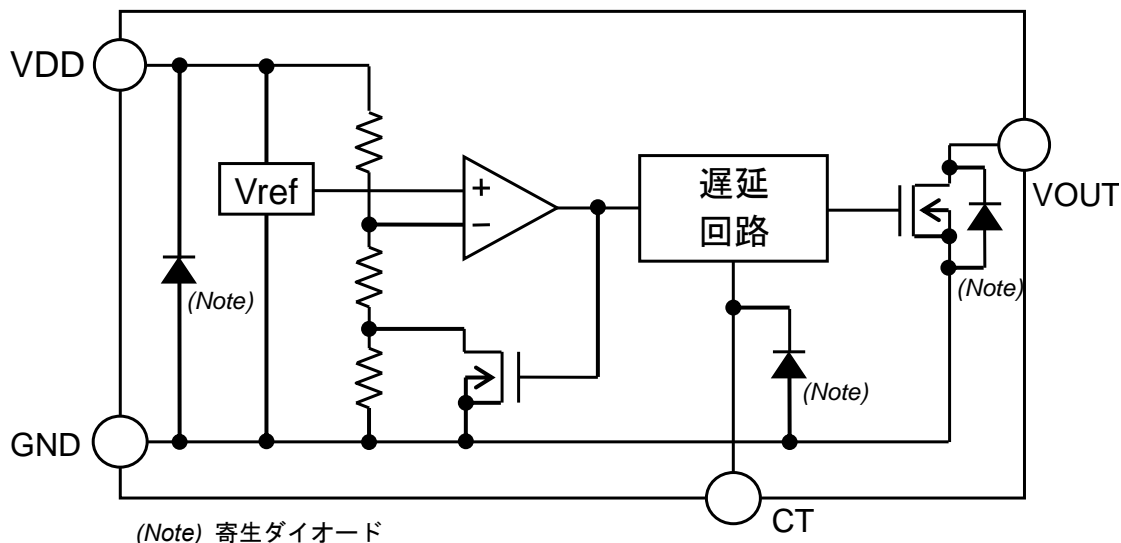 VDD
Vref
+
−
遅延
回路
VOUT
(Note)
(Note)
(Note)
GND
CT
(Note) 寄生ダイオード